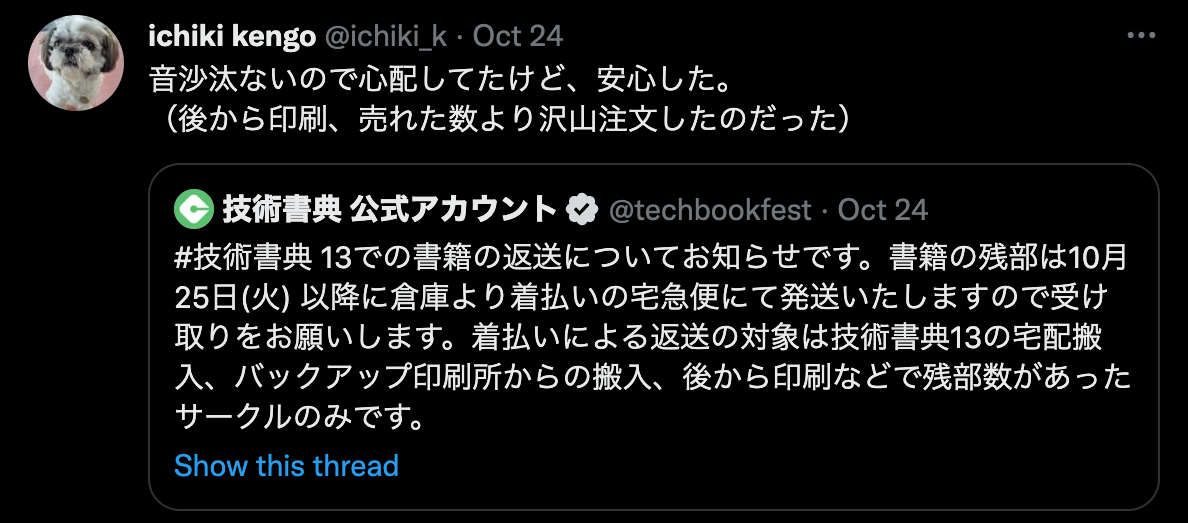 ichiki kengo @ichiki_k · Oct 24
音沙汰ないので心配してたけど、安心した。
（後から印刷、売れた数より沢山注文したのだった）
技術書典 公式アカウント @techbookfest · Oct 24
#技術書典 13での書籍の返送についてお知らせです。書籍の残部は10月
25日(火) 以降に倉庫より着払いの宅急便にて発送いたしますので受け
取りをお願いします。着払いによる返送の対象は技術書典13の宅配搬
入、バックアップ印刷所からの搬入、後から印刷などで残部数があった
サークルのみです。
Show this thread